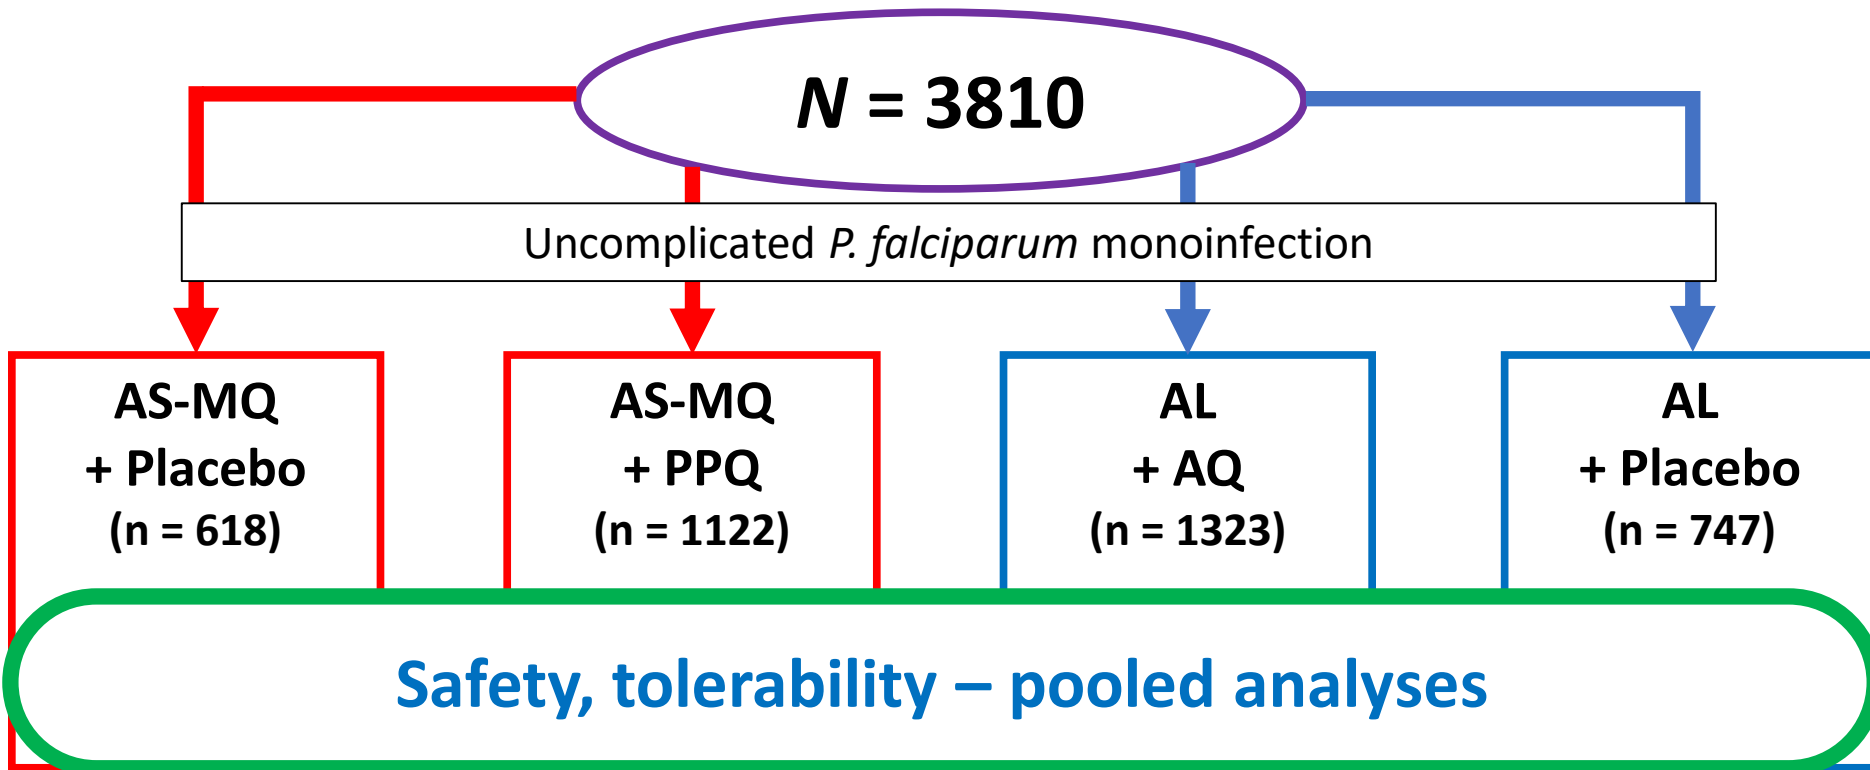 N = 3810
Uncomplicated P. falciparum monoinfection
AS-MQ
+ Placebo
(n = 618)
AS-MQ
+ PPQ
(n = 1122)
AL
+ AQ
(n = 1323)
AL
+ Placebo
(n = 747)
Safety, tolerability – pooled analyses